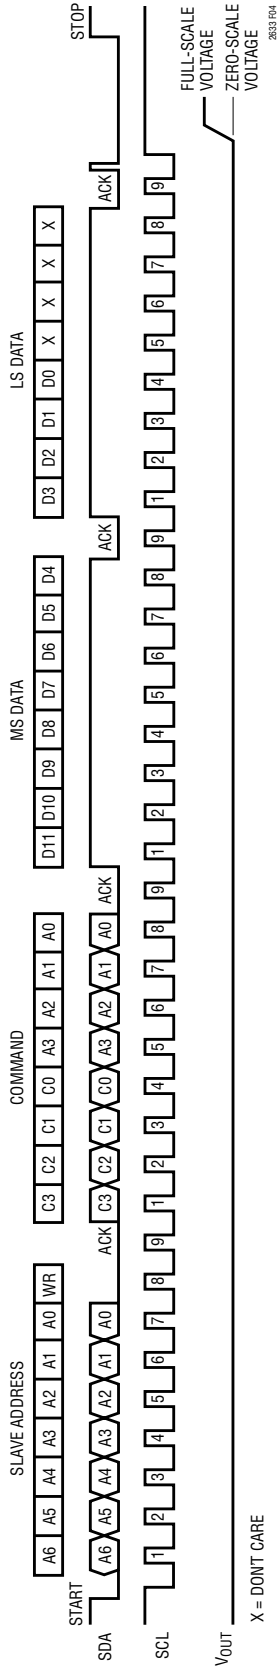 SLAVE ADDRESS COMMAND MS DATA LS DATA
A6 A5 A4 A3 A2 A1 A0 WR C3 C2 C1 C0 A3 A2 A1 A0 D11 D10 D9 D8 D7 D6 D5 D4 D3 D2 D1 D0 X X X X
START STOP
SDA A6 A5 A4 A3 A2 A1 A0 ACK C3 C2 C1 C0 A3 A2 A1 A0 ACK ACK ACK
SCL 1 2 3 4 5 6 7 8 9 1 2 3 4 5 6 7 8 9 1 2 3 4 5 6 7 8 9 1 2 3 4 5 6 7 8 9
FULL-SCALE
VOLTAGE
VOUT
ZERO-SCALE
VOLTAGE
X = DON'T CARE
2633 F04